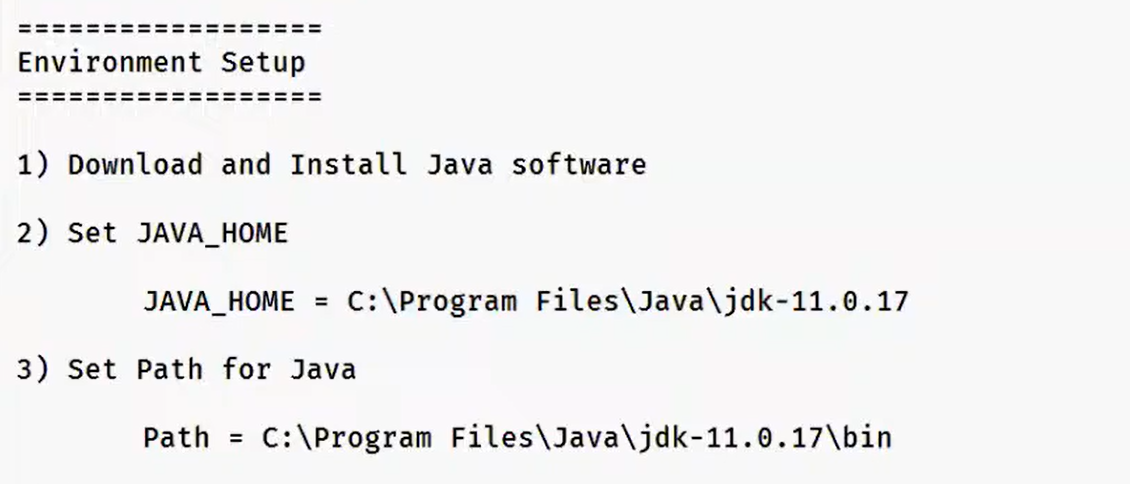 ==================
Environment Setup
==================
1) Download and Install Java software
2) Set JAVA_HOME
JAVA_HOME = C:\Program Files\Java\jdk-11.0.17
3) Set Path for Java
Path = C:\Program Files\Java\jdk-11.0.17\bin